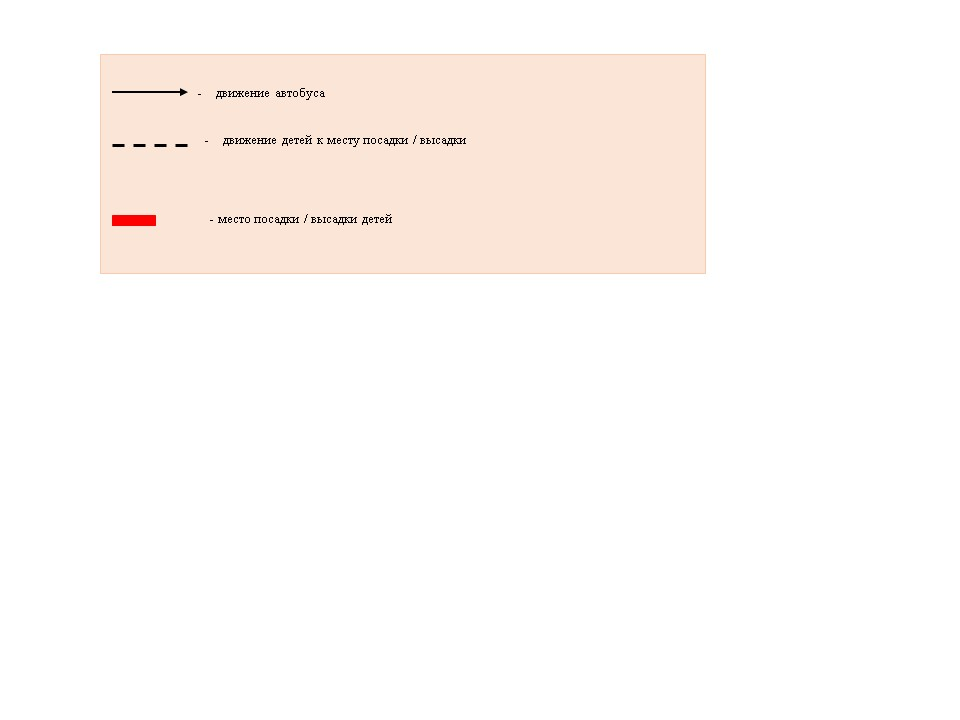 - движение автобуса
- движение детей к месту посадки / высадки
- место посадки / высадки детей